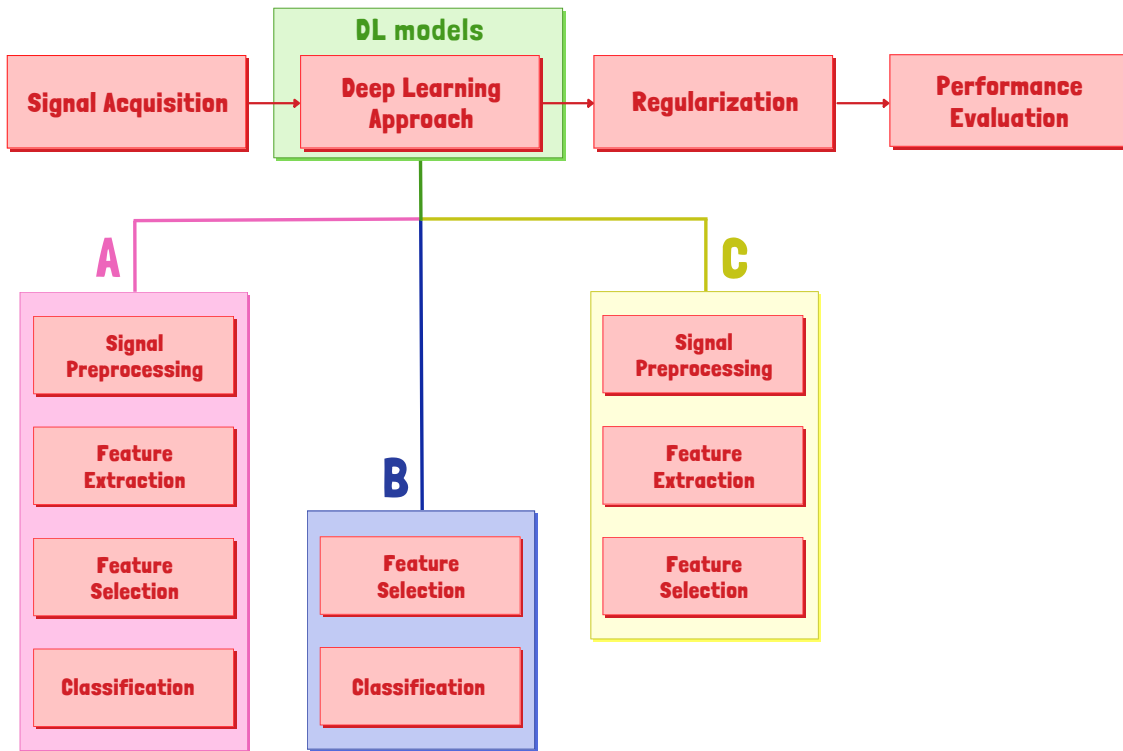 DL models
Signal Acquisition
Deep Learning
Approach
Regularization
Performance
Evaluation
A
Signal
Preprocessing
Feature
Extraction
Feature
Selection
Classification
B
Feature
Selection
Classification
C
Signal
Preprocessing
Feature
Extraction
Feature
Selection